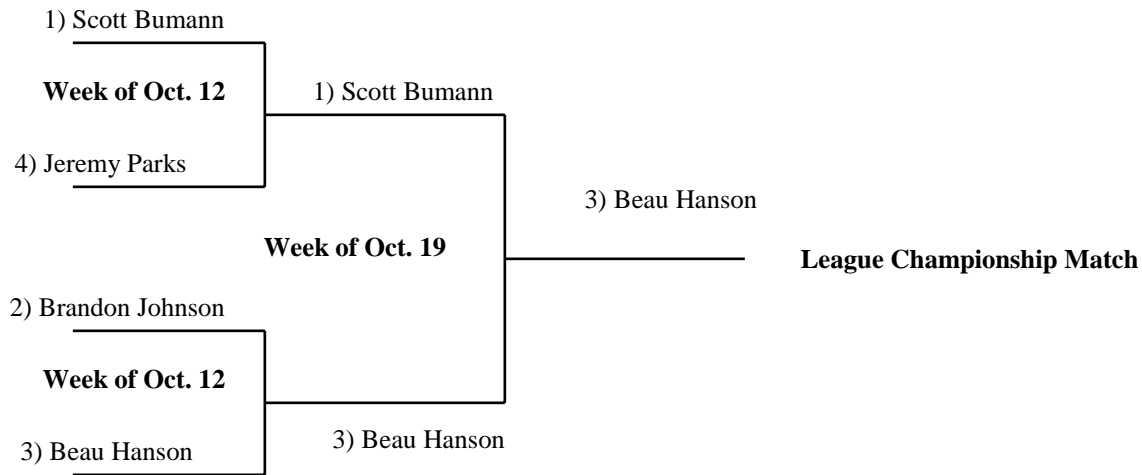 1) Scott Bumann
Week of Oct. 12
1) Scott Bumann
4) Jeremy Parks
3) Beau Hanson
Week of Oct. 19
League Championship Match
2) Brandon Johnson
Week of Oct. 12
3) Beau Hanson
3) Beau Hanson